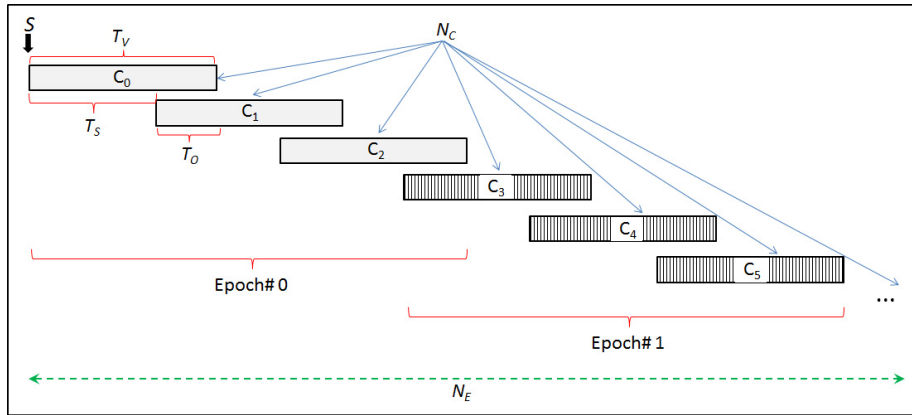 S
T_V
N_C
C_0
C_1
T_S
T_O
C_2
C_3
C_4
C_5
...
Epoch# 0
Epoch# 1
N_E